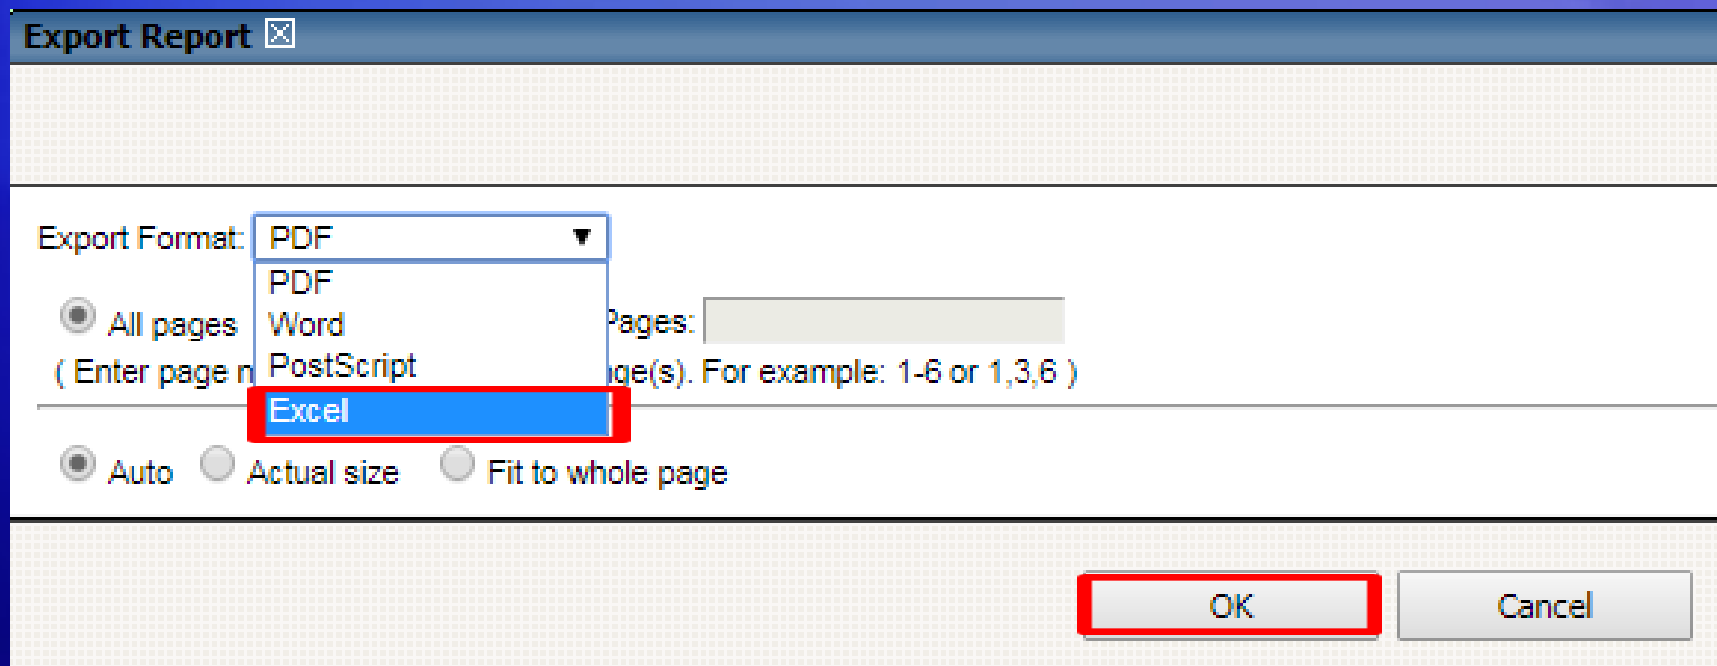 Export Report
Export Format: PDF
PDF
All pages Word Pages:
PostScript
( Enter page ge(s). For example: 1-6 or 1,3,6 )
Excel
Auto Actual size Fit to whole page
OK Cancel